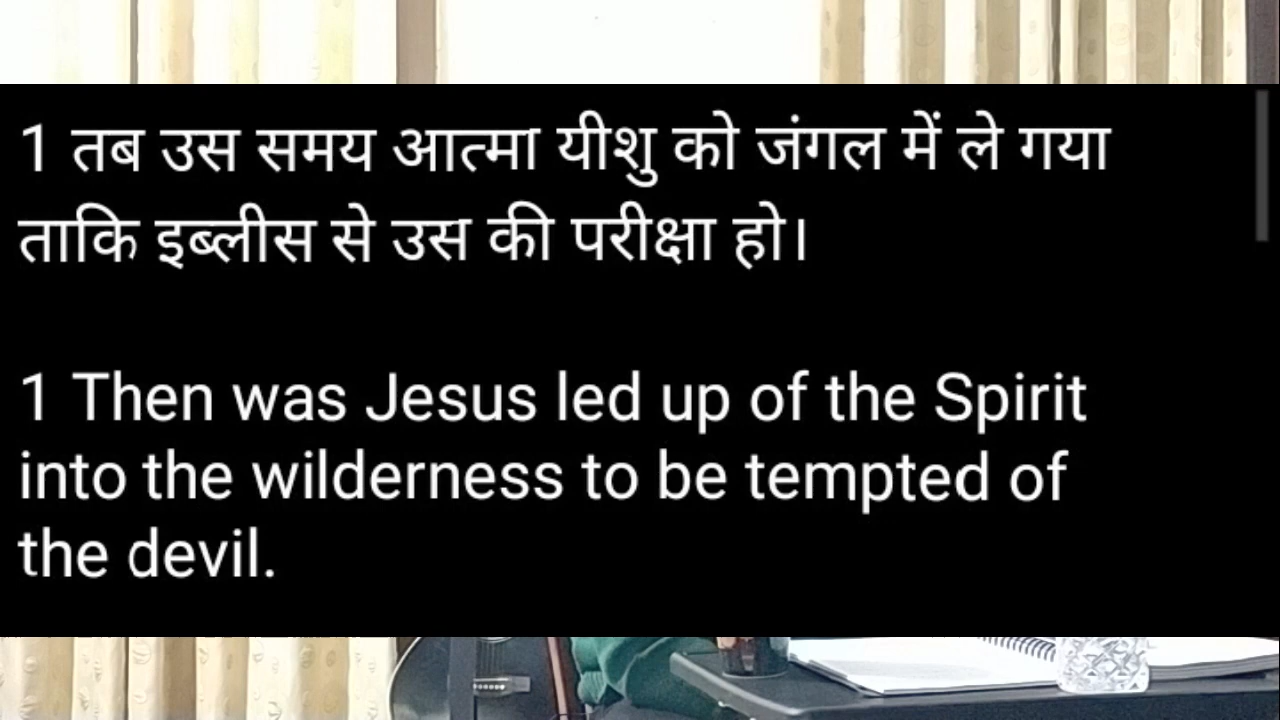 1 तब उस समय आत्मा यीशु को जंगल में ले गया
ताकि इब्लीस से उस की परीक्षा हो।
1 Then was Jesus led up of the Spirit
into the wilderness to be tempted of
the devil.